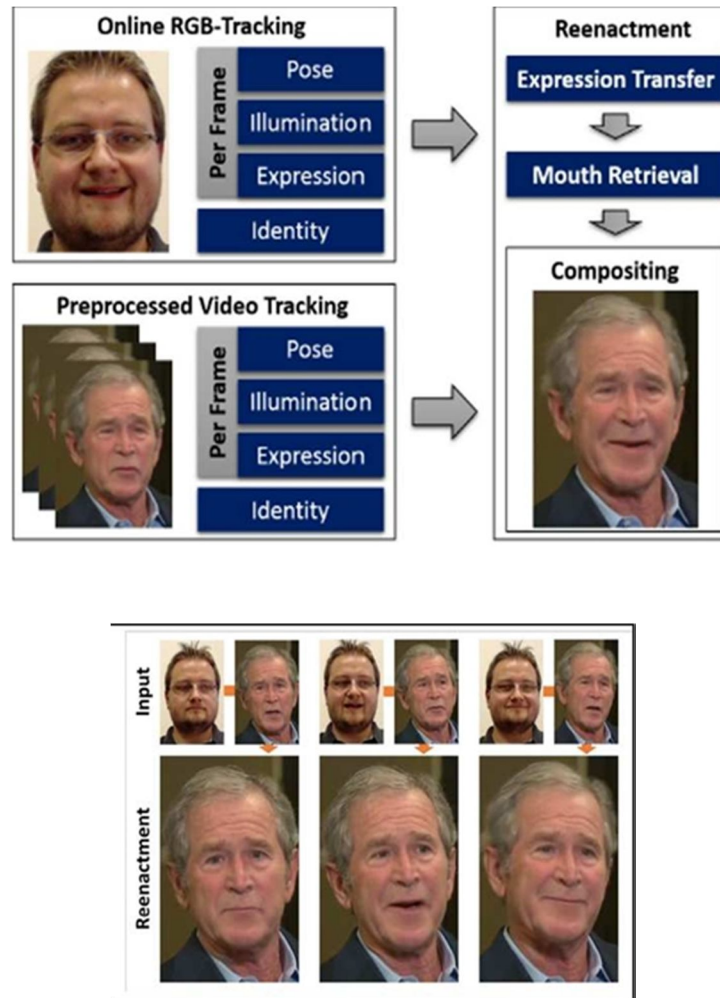 Online RGB-Tracking
Per Frame
Pose
Illumination
Expression
Identity
Preprocessed Video Tracking
Per Frame
Pose
Illumination
Expression
Identity
Reenactment
Expression Transfer
Mouth Retrieval
Compositing
Input
Reenactment